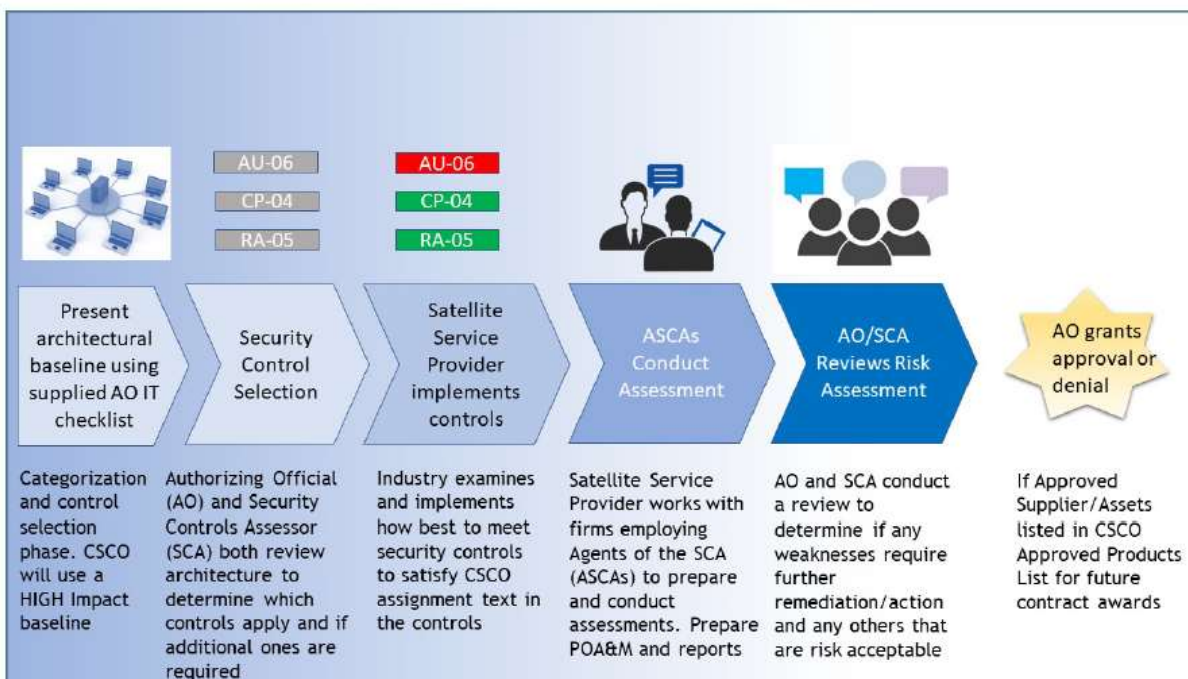 AU-06
CP-04
RA-05
AU-06
CP-04
RA-05
Present
architectural
baseline using
supplied AO IT
checklist
Security
Control
Selection
Satellite
Service
Provider
implements
controls
ASCAs
Conduct
Assessment
AO/SCA
Reviews Risk
Assessment
AO grants
approval or
denial
Categorization
and control
selection
phase. CSCO
will use a
HIGH Impact
baseline
Authorizing Official
(AO) and Security
Controls Assessor
(SCA) both review
architecture to
determine which
controls apply and if
additional ones are
required
Industry examines
and implements
how best to meet
security controls
to satisfy CSCO
assignment text in
the controls
Satellite Service
Provider works with
firms employing
Agents of the SCA
(ASCAs) to prepare
and conduct
assessments. Prepare
POA&M and reports
AO and SCA conduct
a review to
determine if any
weaknesses require
further
remediation/action
and any others that
are risk acceptable
If Approved
Supplier/Assets
listed in CSCO
Approved Products
List for future
contract awards